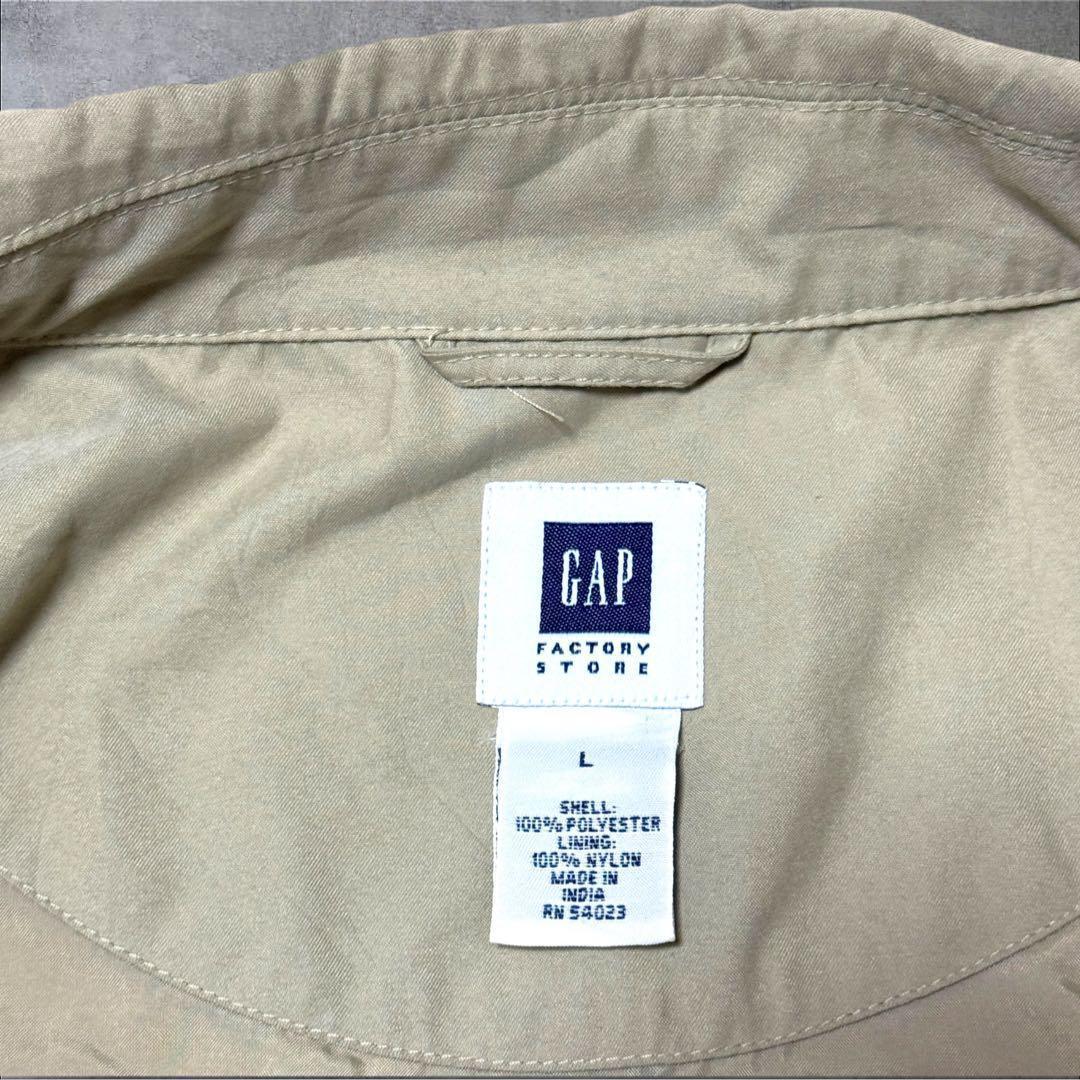 GAP
FACTORY
STORE
L
SHELL:
100% POLYESTER
LINING:
100% NYLON
MADE IN
INDIA
RN 54023